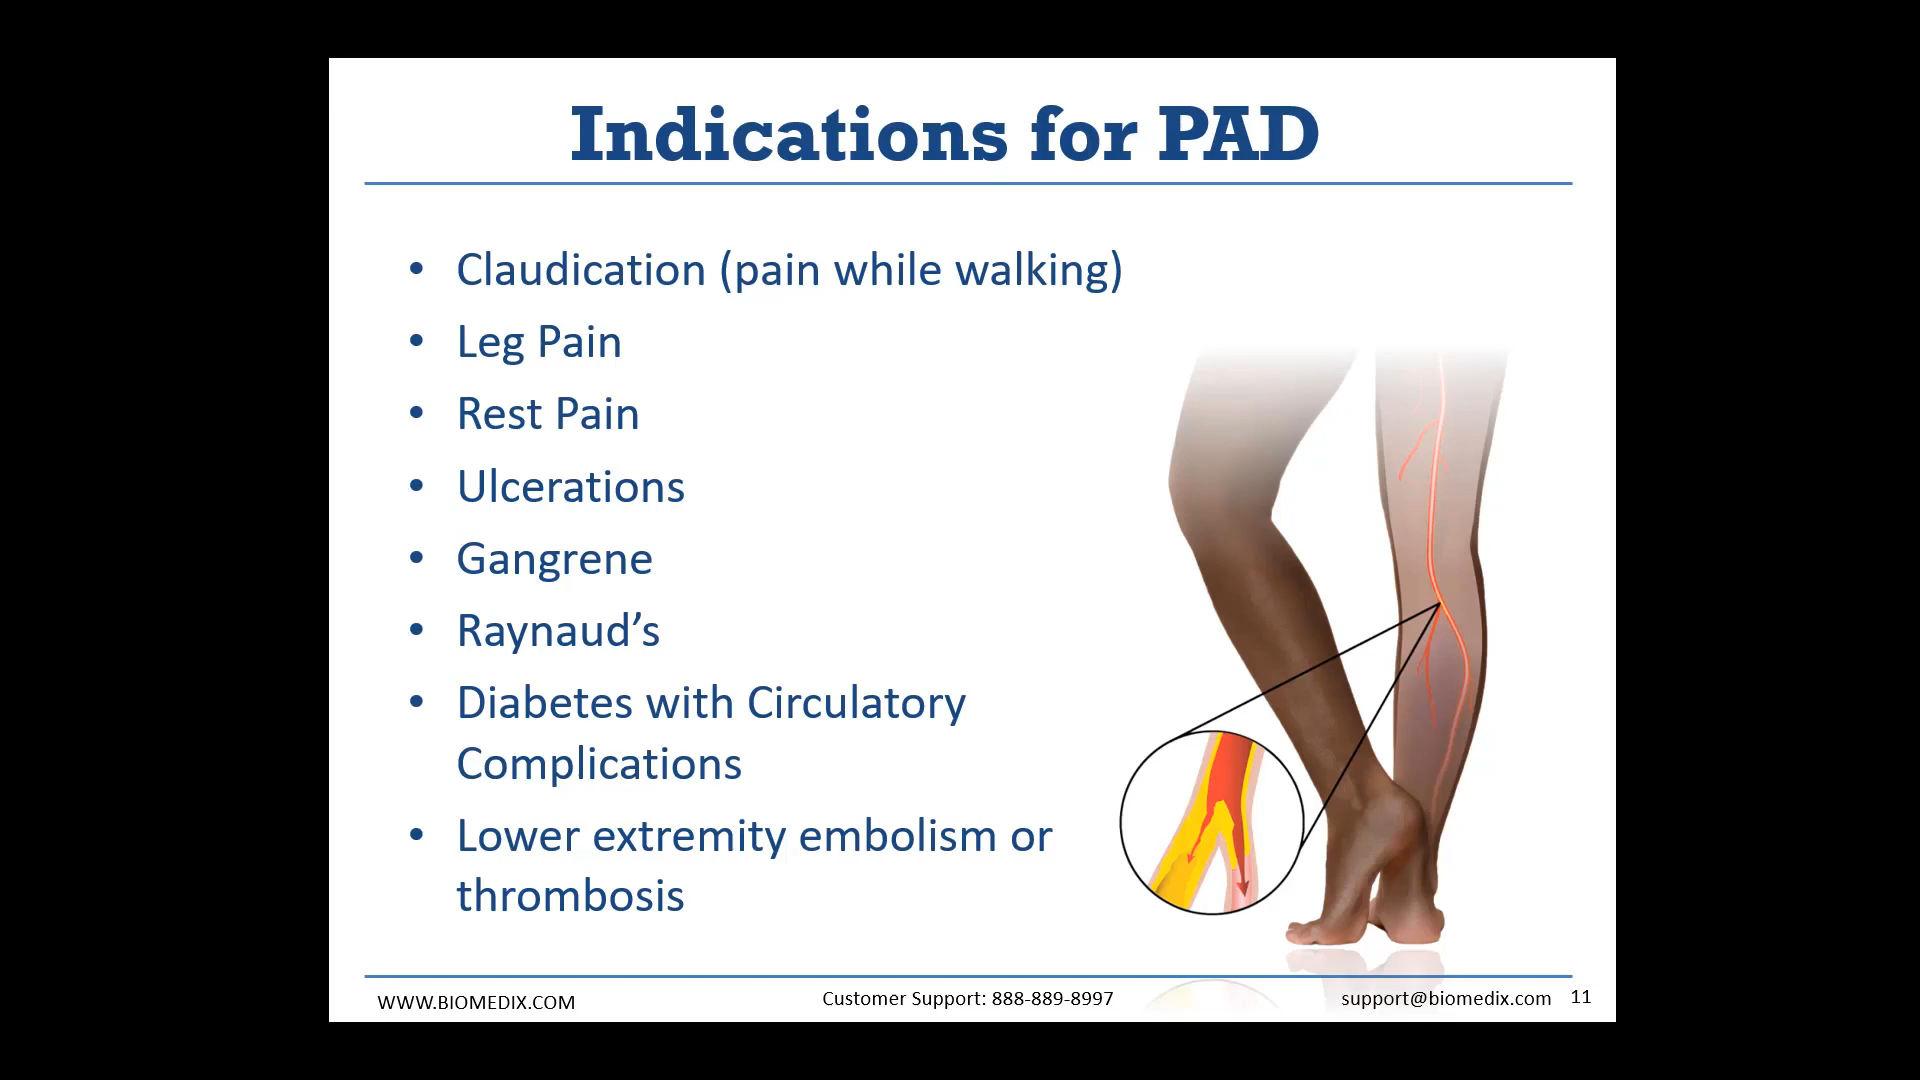 Indications for PAD
• Claudication (pain while walking)
• Leg Pain
• Rest Pain
• Ulcerations
• Gangrene
• Raynaud’s
• Diabetes with Circulatory
Complications
• Lower extremity embolism or
thrombosis
WWW.BIOMEDIX.COM
Customer Support: 888-889-8997
support@biomedix.com
11